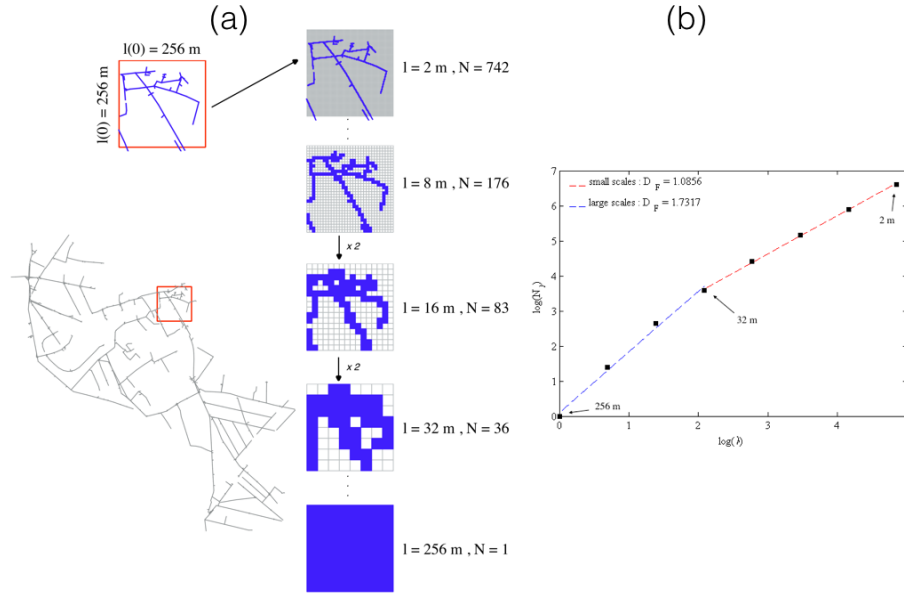 (a)
l(0) = 256 m
l(0) = 256 m
l = 2 m , N = 742
l = 8 m , N = 176
x 2
l = 16 m , N = 83
x 2
l = 32 m , N = 36
l = 256 m , N = 1
(b)
7
6
5
4
3
2
1
0
small scales : D F = 1.0856
large scales : D F = 1.7317
2 m
32 m
256 m
0 1 2 3 4
log(λ)